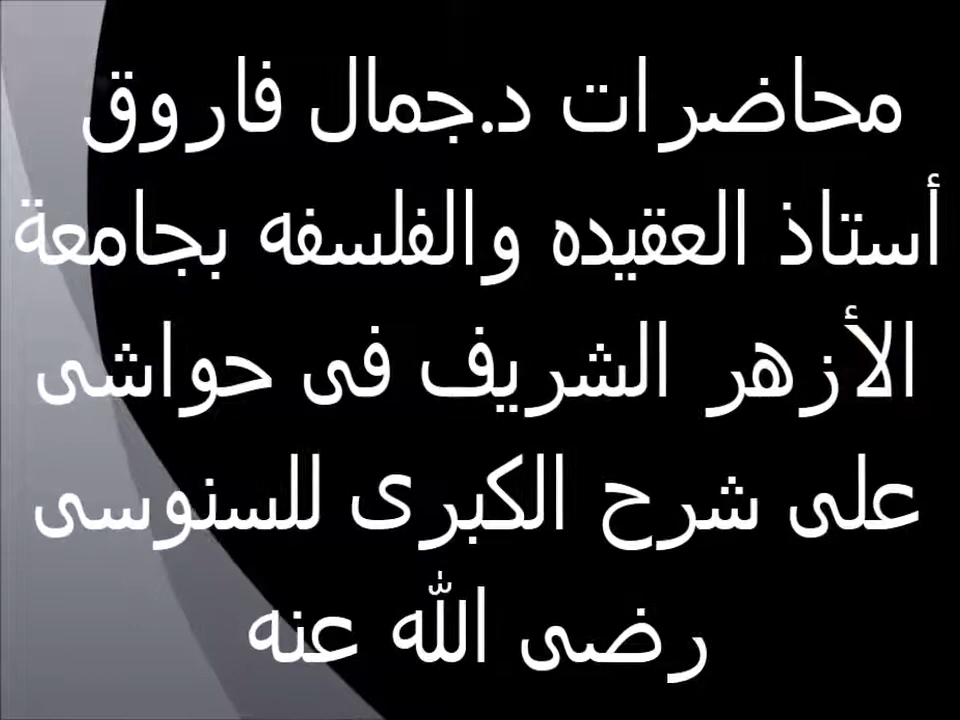 محاضرات د.جمال فاروق
أستاذ العقيده والفلسفه بجامعة
الأزهر الشريف فى حواشى
على شرح الكبرى للسنوسى
رضى الله عنه